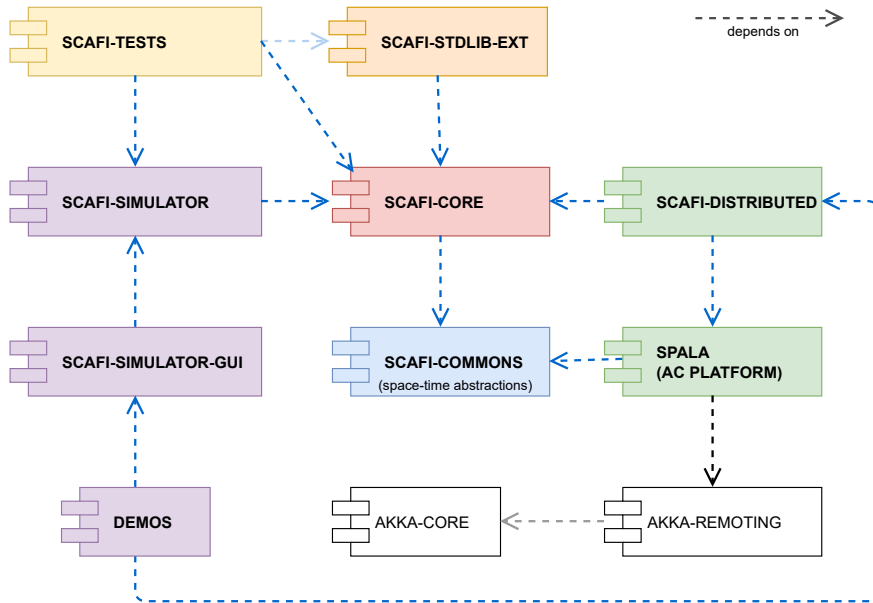 SCAFI-TESTS
SCAFI-STDLIB-EXT
depends on
SCAFI-SIMULATOR
SCAFI-CORE
SCAFI-DISTRIBUTED
SCAFI-SIMULATOR-GUI
SCAFI-COMMONS
(space-time abstractions)
SPALA
(AC PLATFORM)
DEMOS
AKKA-CORE
AKKA-REMOTING